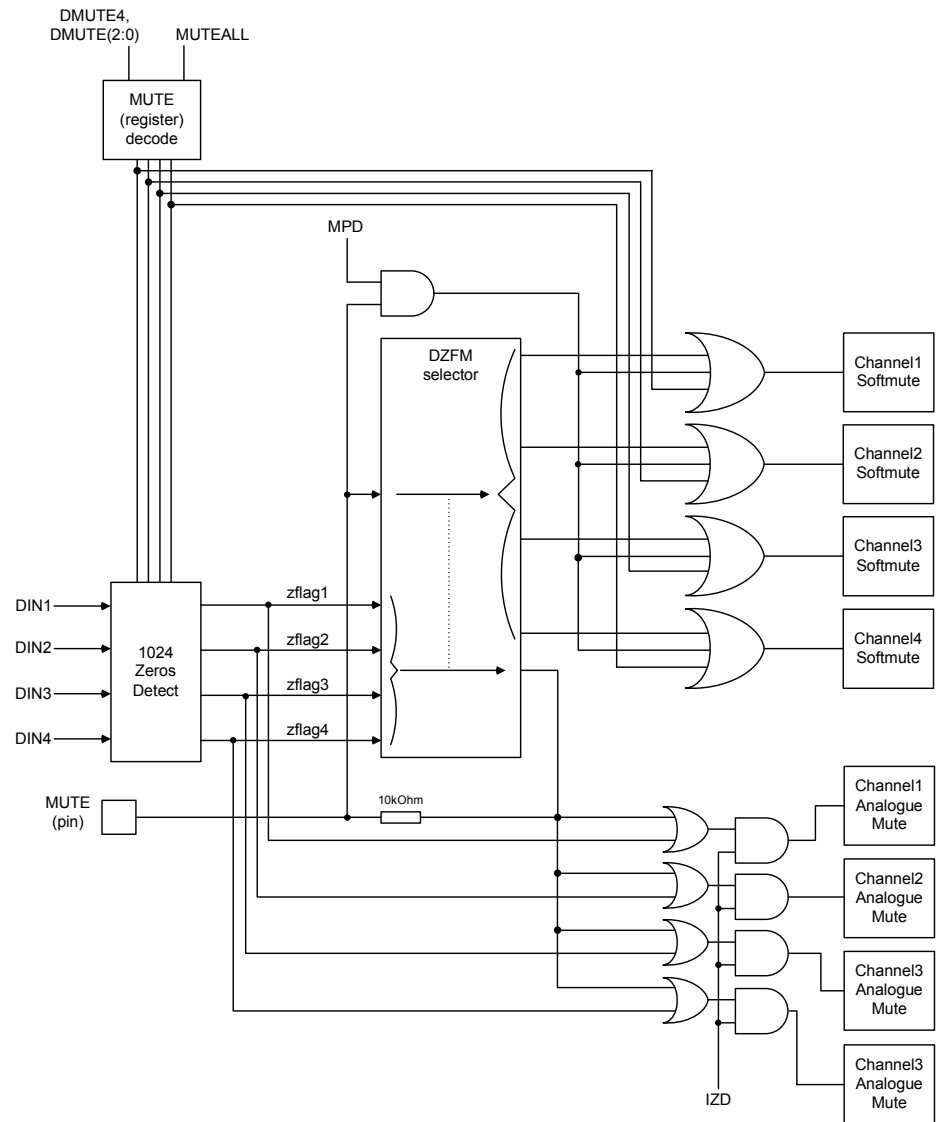 DMUTE4,
DMUTE(2:0)
MUTEALL
MUTE
(register)
decode
MPD
DZFM
selector
Channel1
Softmute
Channel2
Softmute
Channel3
Softmute
Channel4
Softmute
DIN1
DIN2
DIN3
DIN4
1024
Zeros
Detect
zflag1
zflag2
zflag3
zflag4
MUTE
(pin)
10kOhm
Channel1
Analogue
Mute
Channel2
Analogue
Mute
Channel3
Analogue
Mute
Channel3
Analogue
Mute
IZD